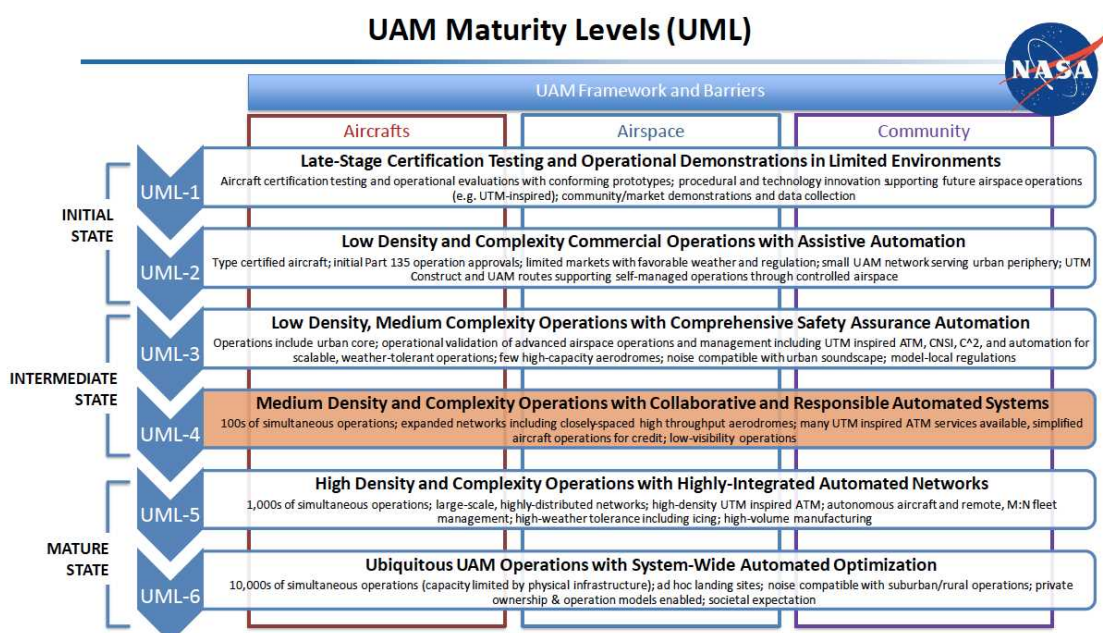 UAM Maturity Levels (UML)
NASA
UAM Framework and Barriers
Aircrafts
Airspace
Community
INITIAL
STATE
UML-1
Late-Stage Certification Testing and Operational Demonstrations in Limited Environments
Aircraft certification testing and operational evaluations with conforming prototypes; procedural and technology innovation supporting future airspace operations
(e.g. UTM-inspired); community/market demonstrations and data collection
UML-2
Low Density and Complexity Commercial Operations with Assistive Automation
Type certified aircraft; initial Part 135 operation approvals; limited markets with favorable weather and regulation; small UAM network serving urban periphery; UTM
Construct and UAM routes supporting self-managed operations through controlled airspace
INTERMEDIATE
STATE
UML-3
Low Density, Medium Complexity Operations with Comprehensive Safety Assurance Automation
Operations include urban core; operational validation of advanced airspace operations and management including UTM inspired ATM, CNSI, C^2, and automation for
scalable, weather-tolerant operations; few high-capacity aerodromes; noise compatible with urban soundscape; model-local regulations
UML-4
Medium Density and Complexity Operations with Collaborative and Responsible Automated Systems
100s of simultaneous operations; expanded networks including closely-spaced high throughput aerodromes; many UTM inspired ATM services available, simplified
aircraft operations for credit; low-visibility operations
MATURE
STATE
UML-5
High Density and Complexity Operations with Highly-Integrated Automated Networks
1,000s of simultaneous operations; large-scale, highly-distributed networks; high-density UTM inspired ATM; autonomous aircraft and remote, M:N fleet
management; high-weather tolerance including icing; high-volume manufacturing
UML-6
Ubiquitous UAM Operations with System-Wide Automated Optimization
10,000s of simultaneous operations (capacity limited by physical infrastructure); ad hoc landing sites; noise compatible with suburban/rural operations; private
ownership & operation models enabled; societal expectation